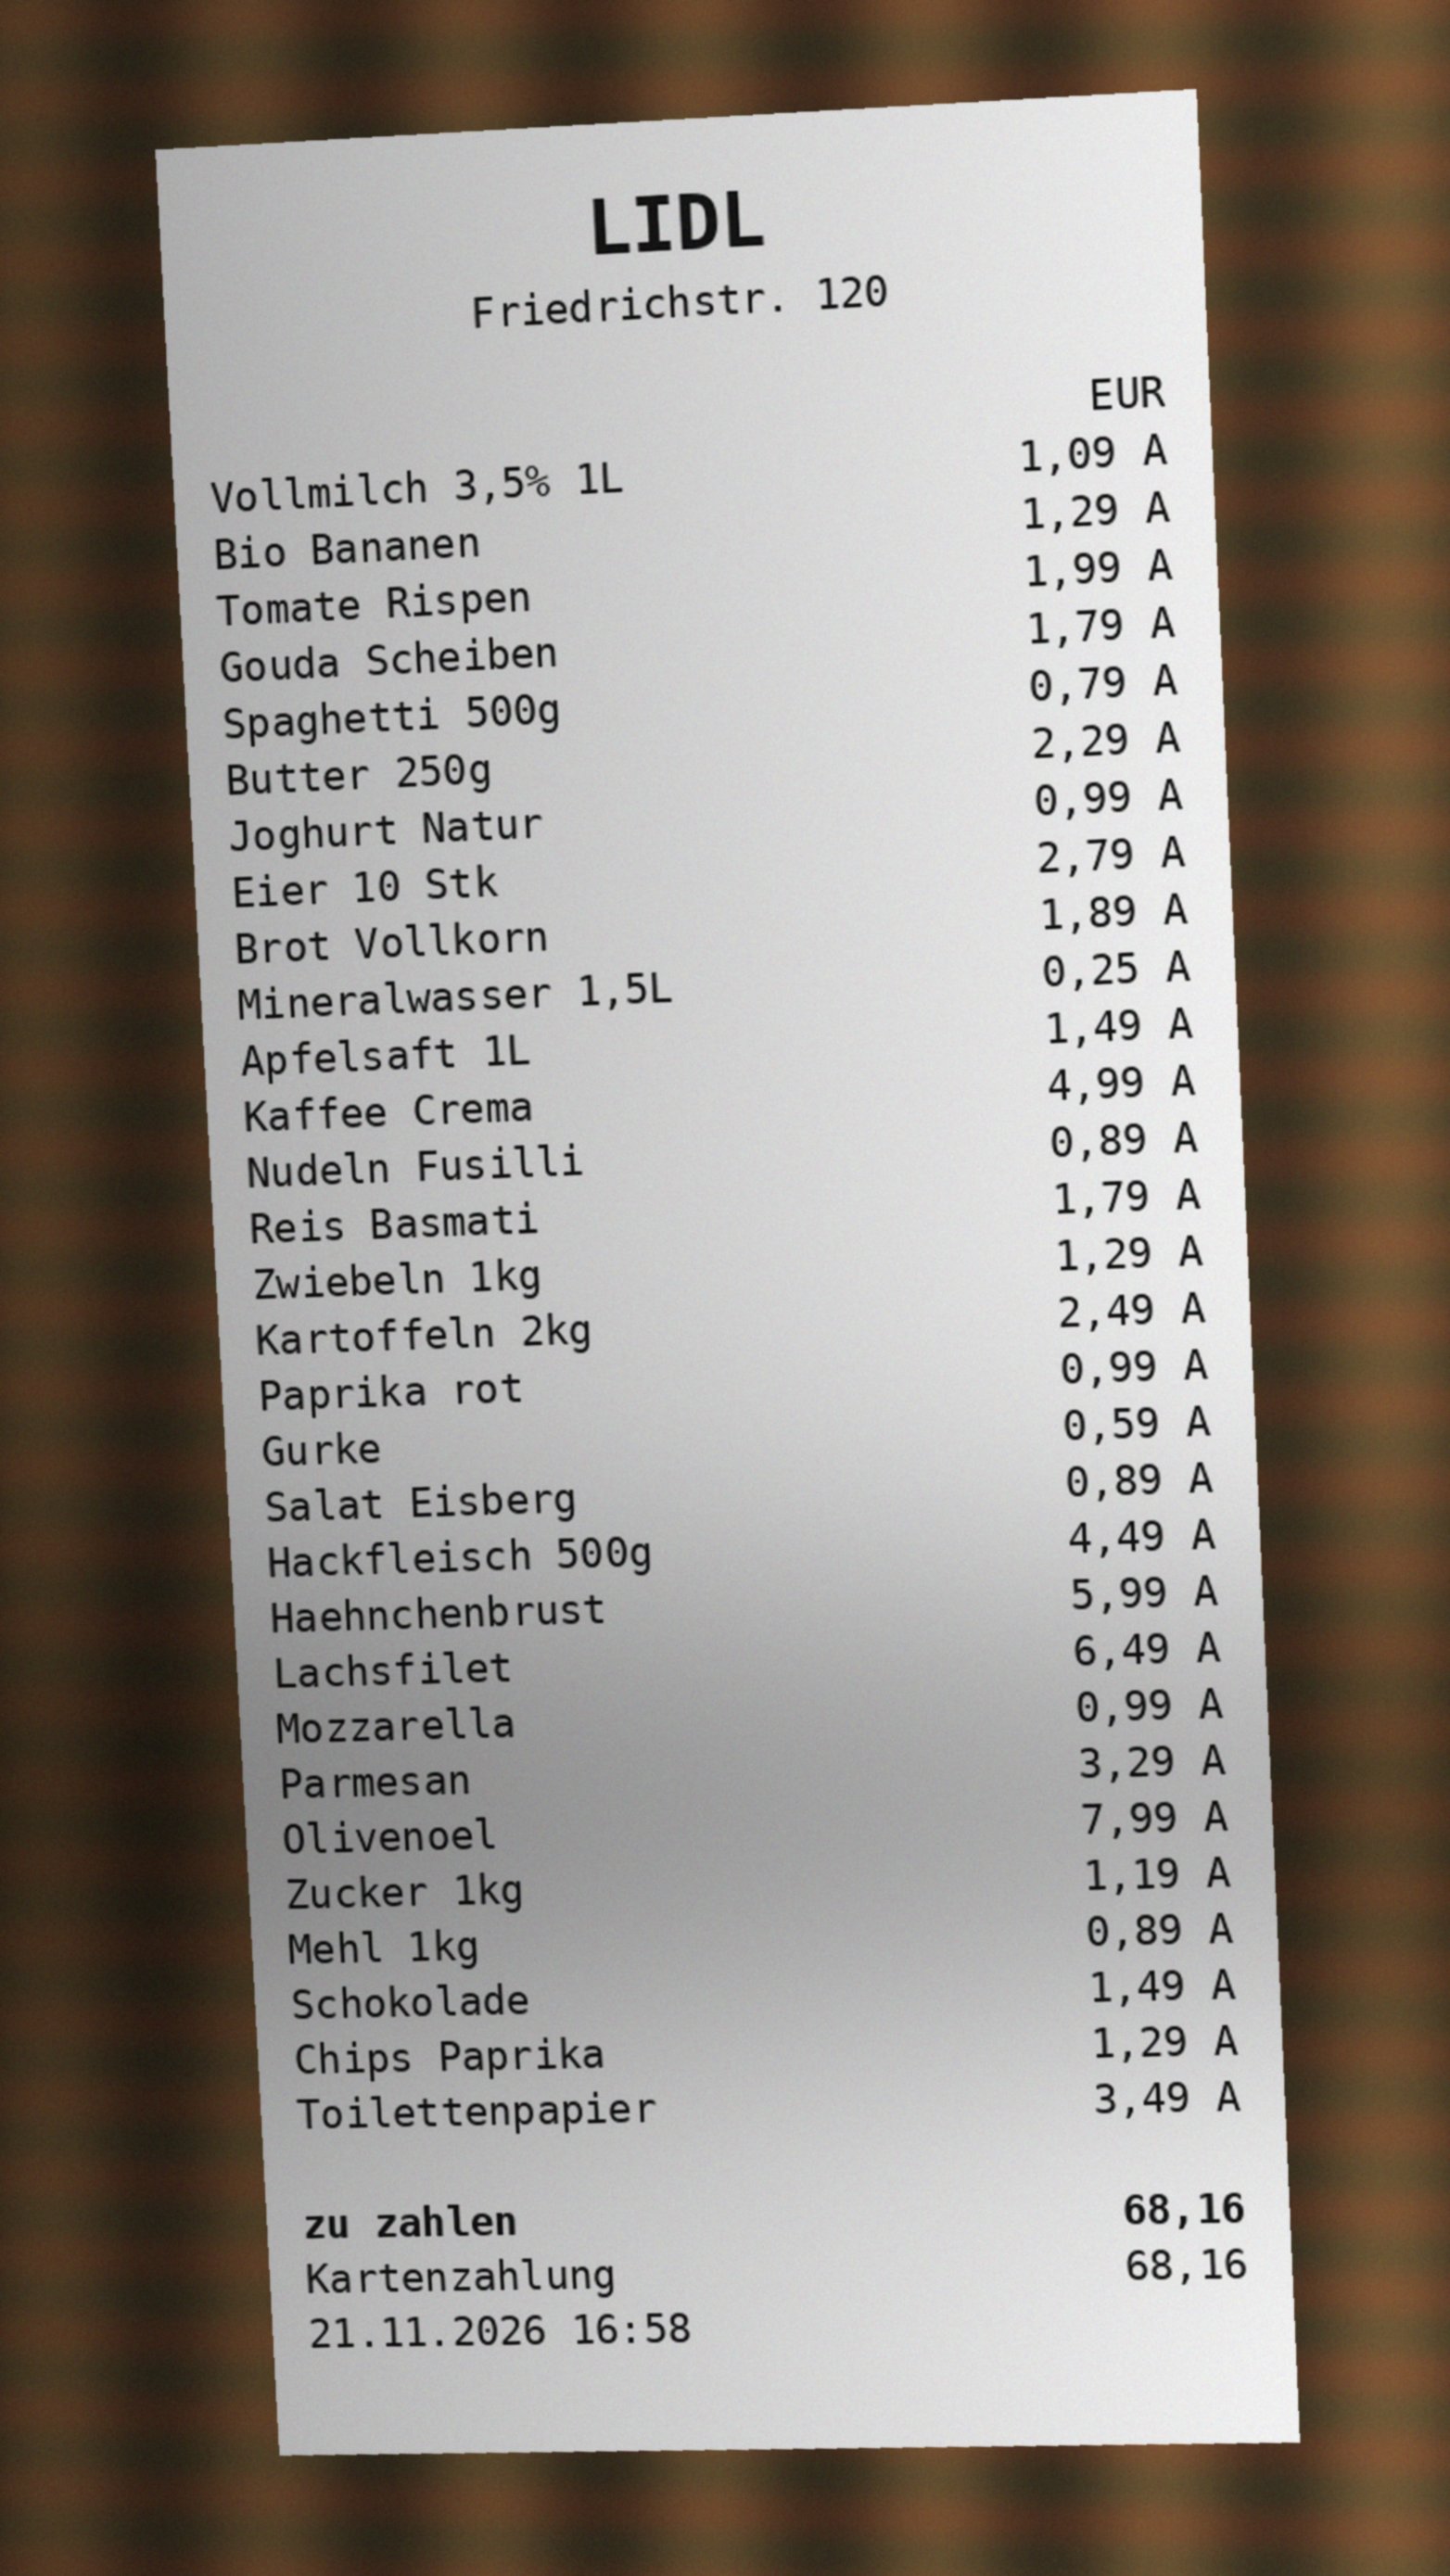 LIDL
Friedrichstr. 120
EUR
Vollmilch 3,5% 1L 1,09 A
Bio Bananen 1,29 A
Tomate Rispen 1,99 A
Gouda Scheiben 1,79 A
Spaghetti 500g 0,79 A
Butter 250g 2,29 A
Joghurt Natur 0,99 A
Eier 10 Stk 2,79 A
Brot Vollkorn 1,89 A
Mineralwasser 1,5L 0,25 A
Apfelsaft 1L 1,49 A
Kaffee Crema 4,99 A
Nudeln Fusilli 0,89 A
Reis Basmati 1,79 A
Zwiebeln 1kg 1,29 A
Kartoffeln 2kg 2,49 A
Paprika rot 0,99 A
Gurke 0,59 A
Salat Eisberg 0,89 A
Hackfleisch 500g 4,49 A
Haehnchenbrust 5,99 A
Lachsfilet 6,49 A
Mozzarella 0,99 A
Parmesan 3,29 A
Olivenoel 7,99 A
Zucker 1kg 1,19 A
Mehl 1kg 0,89 A
Schokolade 1,49 A
Chips Paprika 1,29 A
Toilettenpapier 3,49 A
zu zahlen 68,16
Kartenzahlung 68,16
21.11.2026 16:58